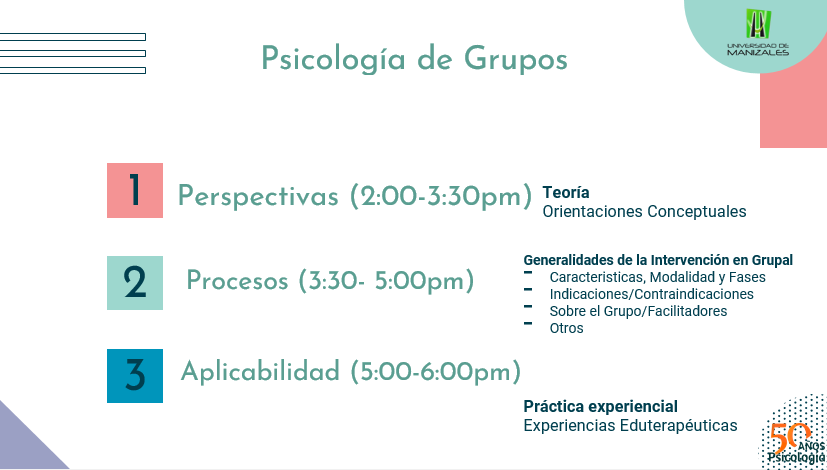 UNIVERSIDAD DE
MANIZALES
Psicología de Grupos
1
Perspectivas (2:00-3:30pm)
Teoría
Orientaciones Conceptuales
2
Procesos (3:30- 5:00pm)
Generalidades de la Intervención en Grupal
- Caracteristicas, Modalidad y Fases
- Indicaciones/Contraindicaciones
- Sobre el Grupo/Facilitadores
- Otros
3
Aplicabilidad (5:00-6:00pm)
Práctica experiencial
Experiencias Eduterapéuticas
50
AÑOS
Psicología